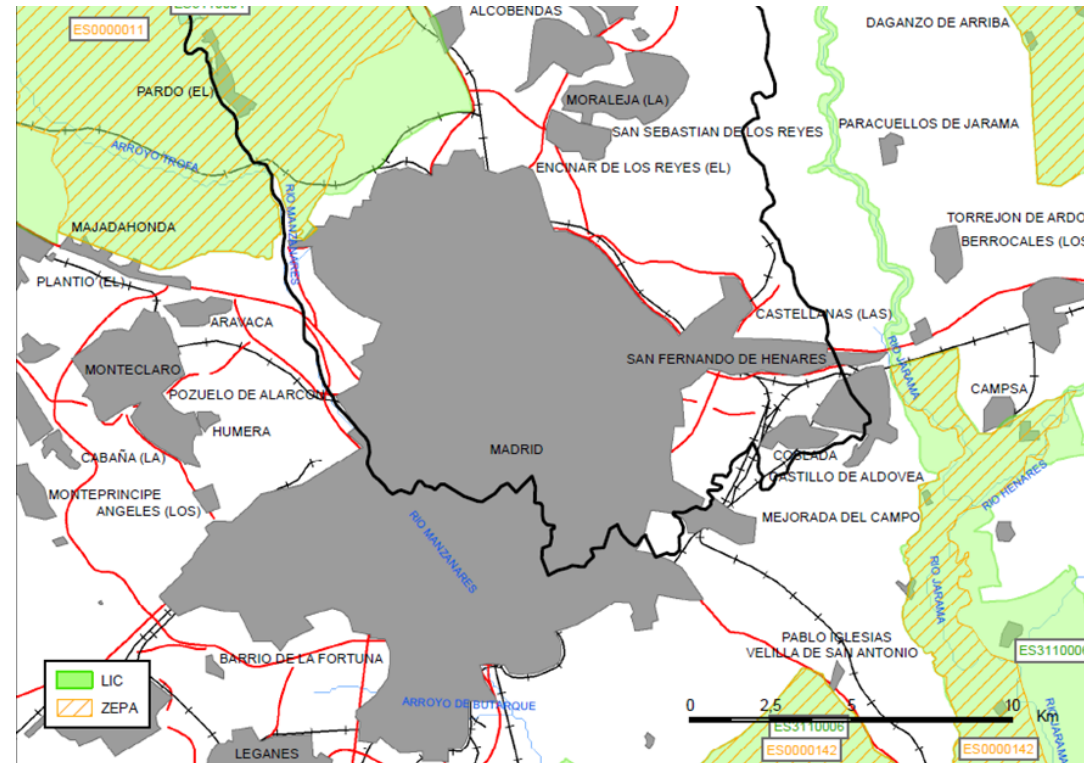 ES0000011
ALCOBENDAS
DAGANZO DE ARRIBA
PARDO (EL)
MORALEJA (LA)
SAN SEBASTIAN DE LOS REYES
PARACUELLOS DE JARAMA
ARROYO TROFA
ENCINAR DE LOS REYES (EL)
RIO MANZANARES
MAJADAHONDA
TORREJON DE ARDO
BERROCALES (LOS
PLANTIO (EL)
ARAVACA
CASTELLANAS (LAS)
SAN FERNANDO DE HENARES
RIO JARAMA
MONTECLARO
POZUELO DE ALARCON
CAMPSA
HUMERA
MADRID
CABAÑA (LA)
COSLADA
CASTILLO DE ALDOVEA
RIO HENARES
MONTEPRINCIPE
ANGELES (LOS)
MEJORADA DEL CAMPO
RIO MANZANARES
RIO JARAMA
PABLO IGLESIAS
VELILLA DE SAN ANTONIO
ES3110006
BARRIO DE LA FORTUNA
LIC
ZEPA
ARROYO DE BUTARQUE
RIO JARAMA
0 2,5 5 10 Km
ES3110006
ES0000142
ES0000142
LEGANES